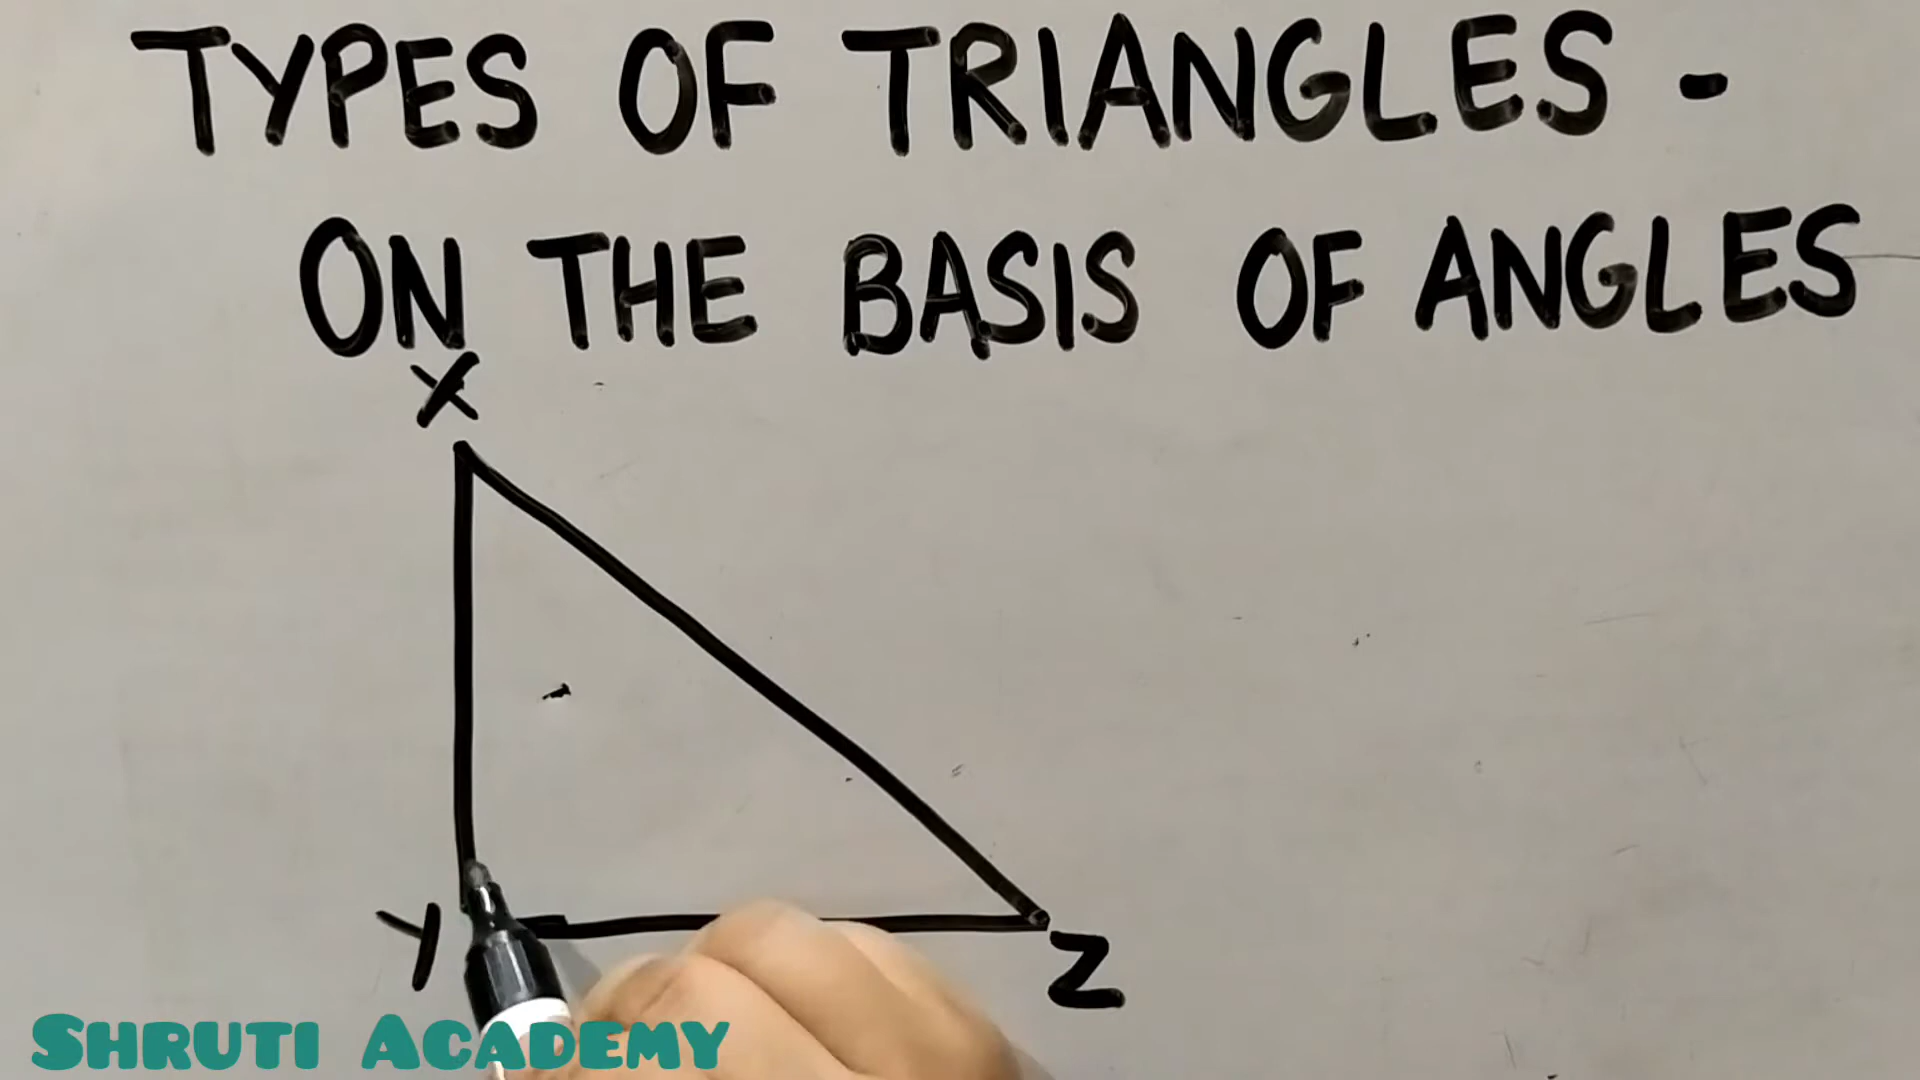 TYPES OF TRIANGLES -
ON THE BASIS OF ANGLES
X
Y
Z
SHRUTI ACADEMY